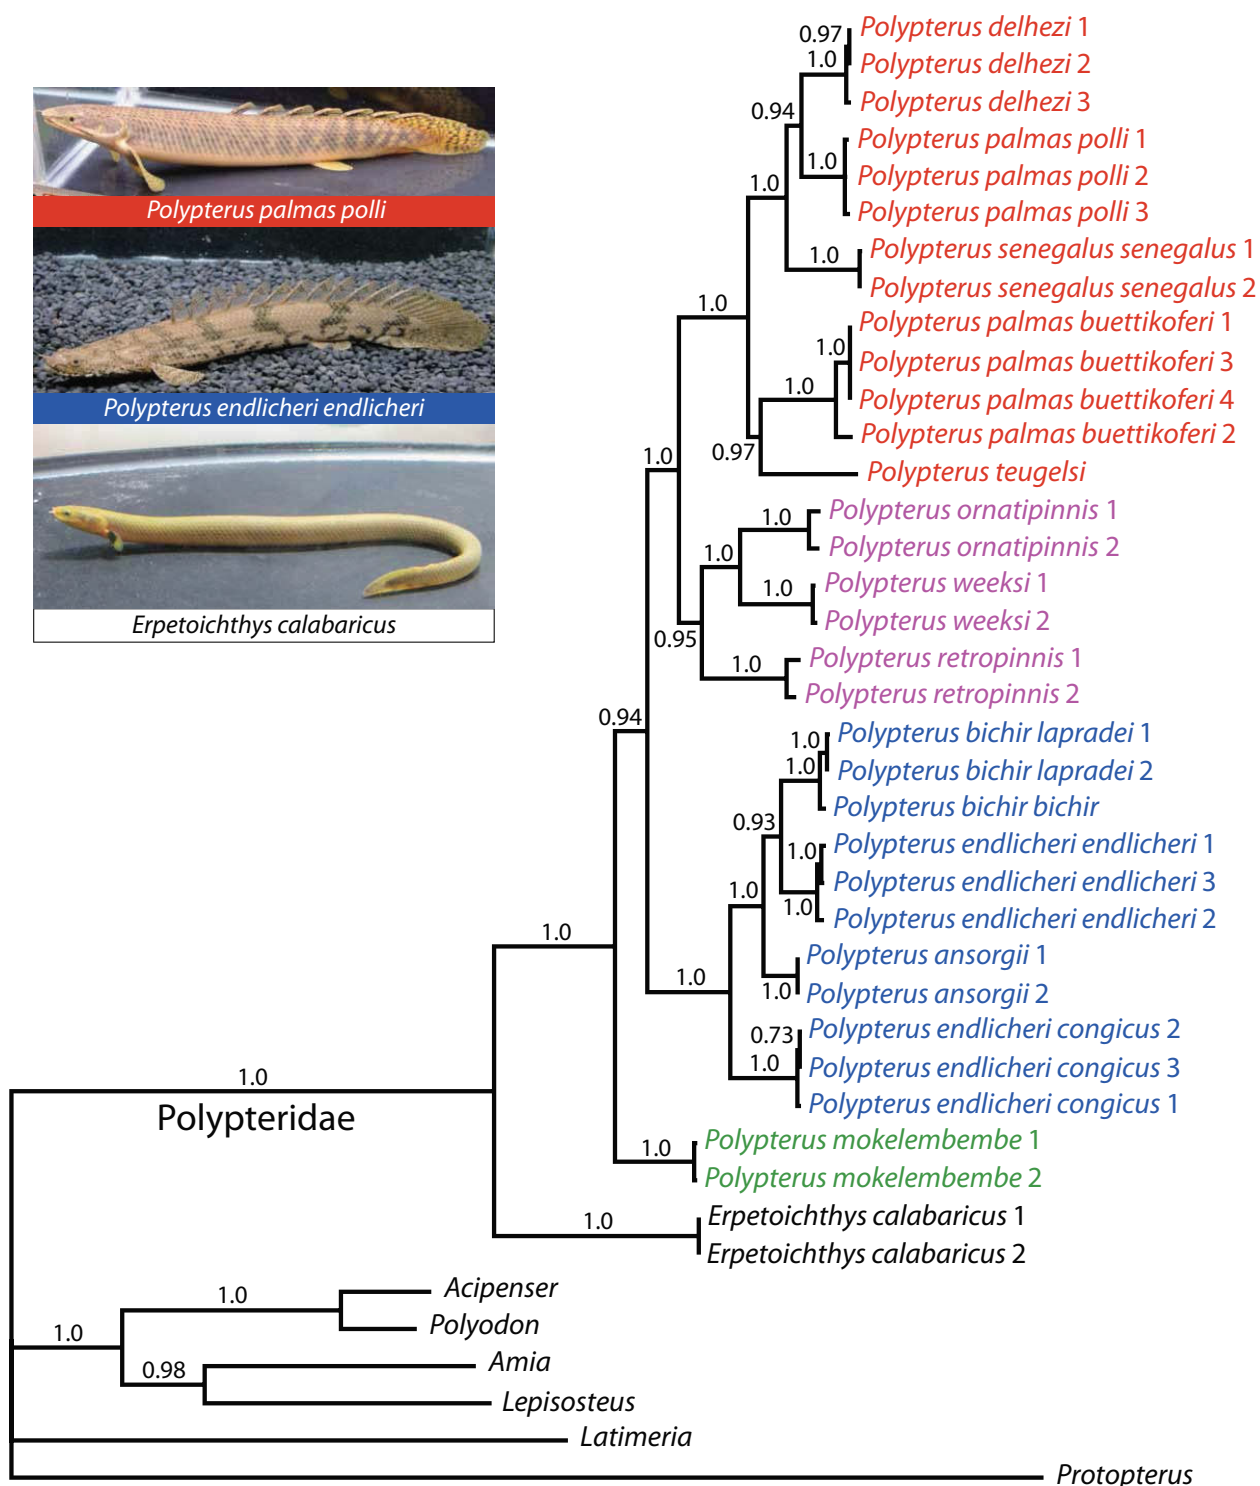 Polypterus palmas polli
Polypterus endlicheri endlicheri
Erpetoichthys calabaricus
0.97
Polypterus delhezi 1
1.0
Polypterus delhezi 2
Polypterus delhezi 3
0.94
Polypterus palmas polli 1
1.0
Polypterus palmas polli 2
1.0
Polypterus palmas polli 3
Polypterus senegalus senegalus 1
1.0
Polypterus senegalus senegalus 2
1.0
Polypterus palmas buettikoferi 1
1.0
Polypterus palmas buettikoferi 3
1.0
Polypterus palmas buettikoferi 4
Polypterus palmas buettikoferi 2
1.0
0.97
Polypterus teugelsi
Polypterus ornatipinnis 1
1.0
Polypterus ornatipinnis 2
1.0
Polypterus weeksi 1
1.0
Polypterus weeksi 2
0.95
Polypterus retropinnis 1
1.0
Polypterus retropinnis 2
0.94
Polypterus bichir lapradei 1
1.0
Polypterus bichir lapradei 2
1.0
Polypterus bichir bichir
0.93
Polypterus endlicheri endlicheri 1
1.0
Polypterus endlicheri endlicheri 3
1.0
1.0
Polypterus endlicheri endlicheri 2
1.0
Polypterus ansorgii 1
1.0
1.0
Polypterus ansorgii 2
0.73
Polypterus endlicheri congicus 2
1.0
Polypterus endlicheri congicus 3
1.0
Polypterus endlicheri congicus 1
Polypteridae
Polypterus mokelembembe 1
1.0
Polypterus mokelembembe 2
Erpetoichthys calabaricus 1
1.0
Erpetoichthys calabaricus 2
Acipenser
1.0
Polyodon
1.0
Amia
0.98
Lepisosteus
Latimeria
Protopterus